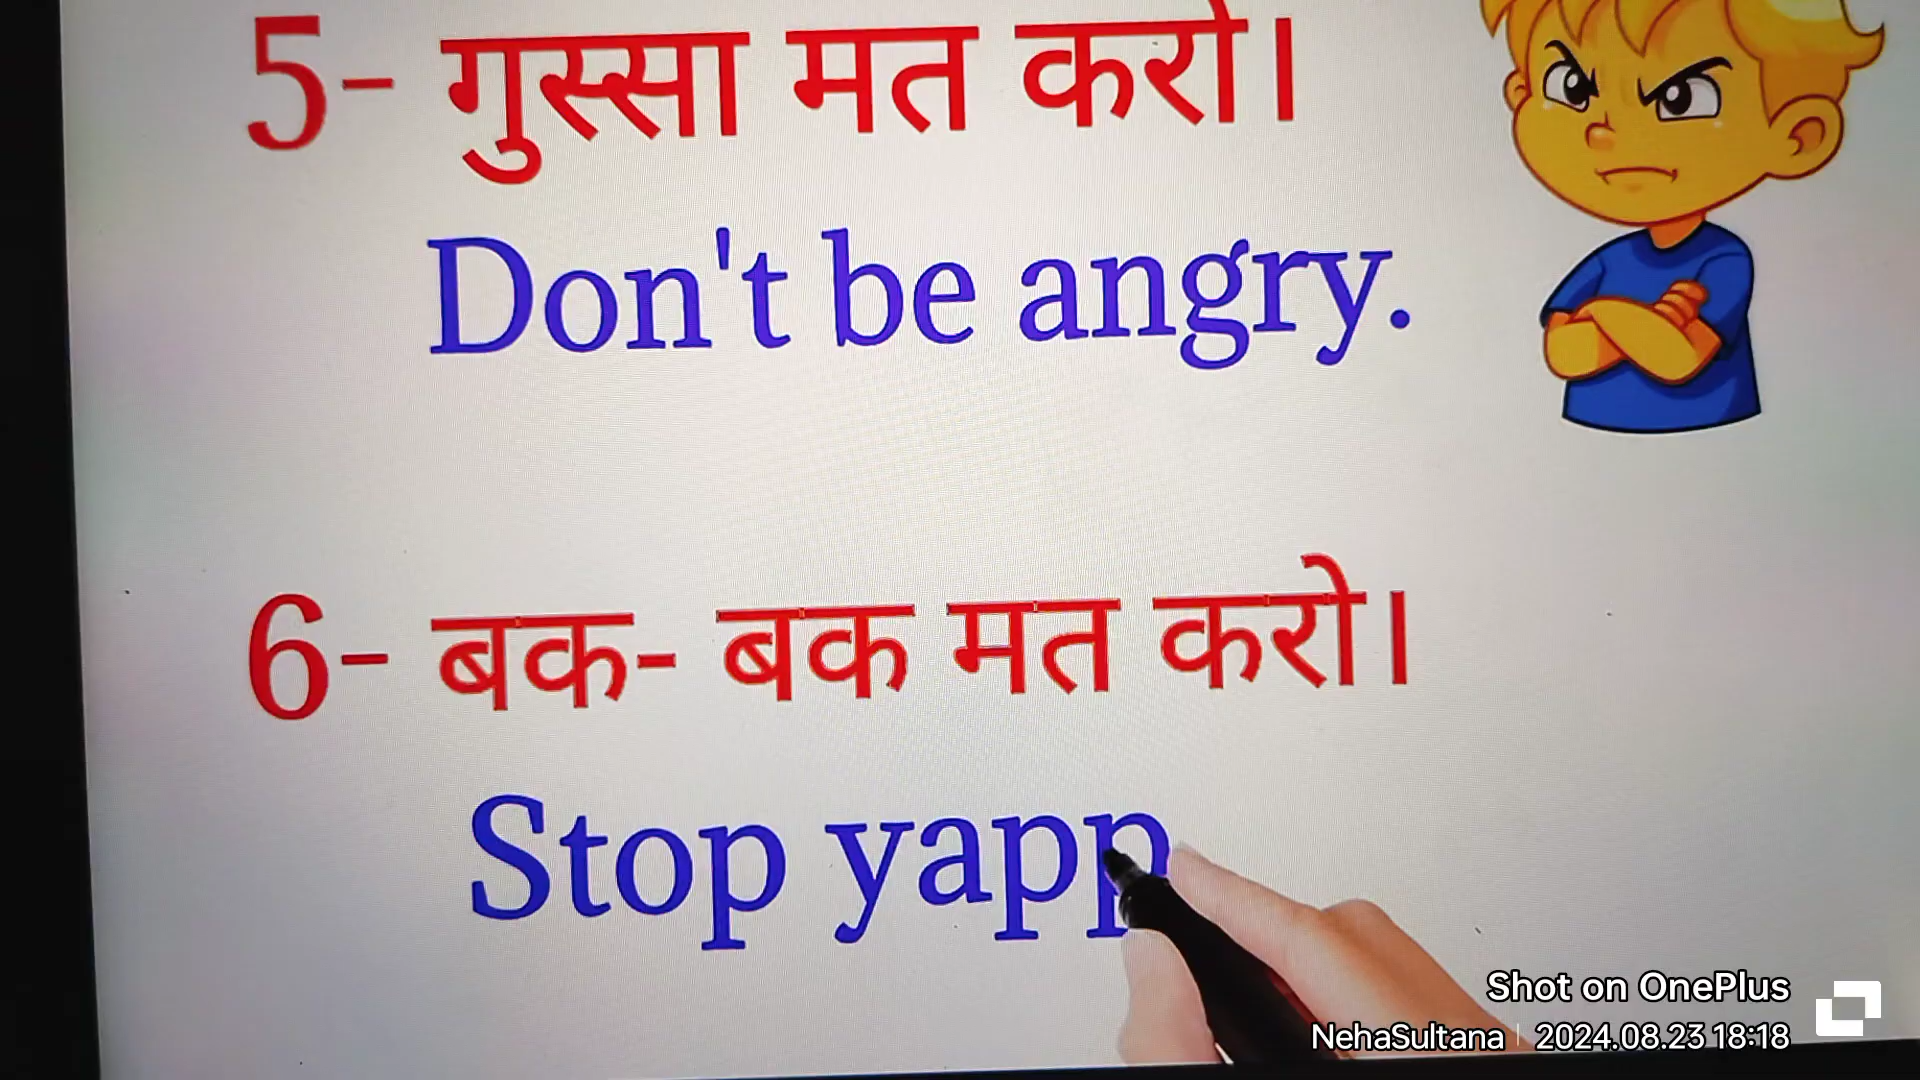 5- गुस्सा मत करो।
Don't be angry.
6- बक- बक मत करो।
Stop yapp
Shot on OnePlus
NehaSultana | 2024.08.23 18:18